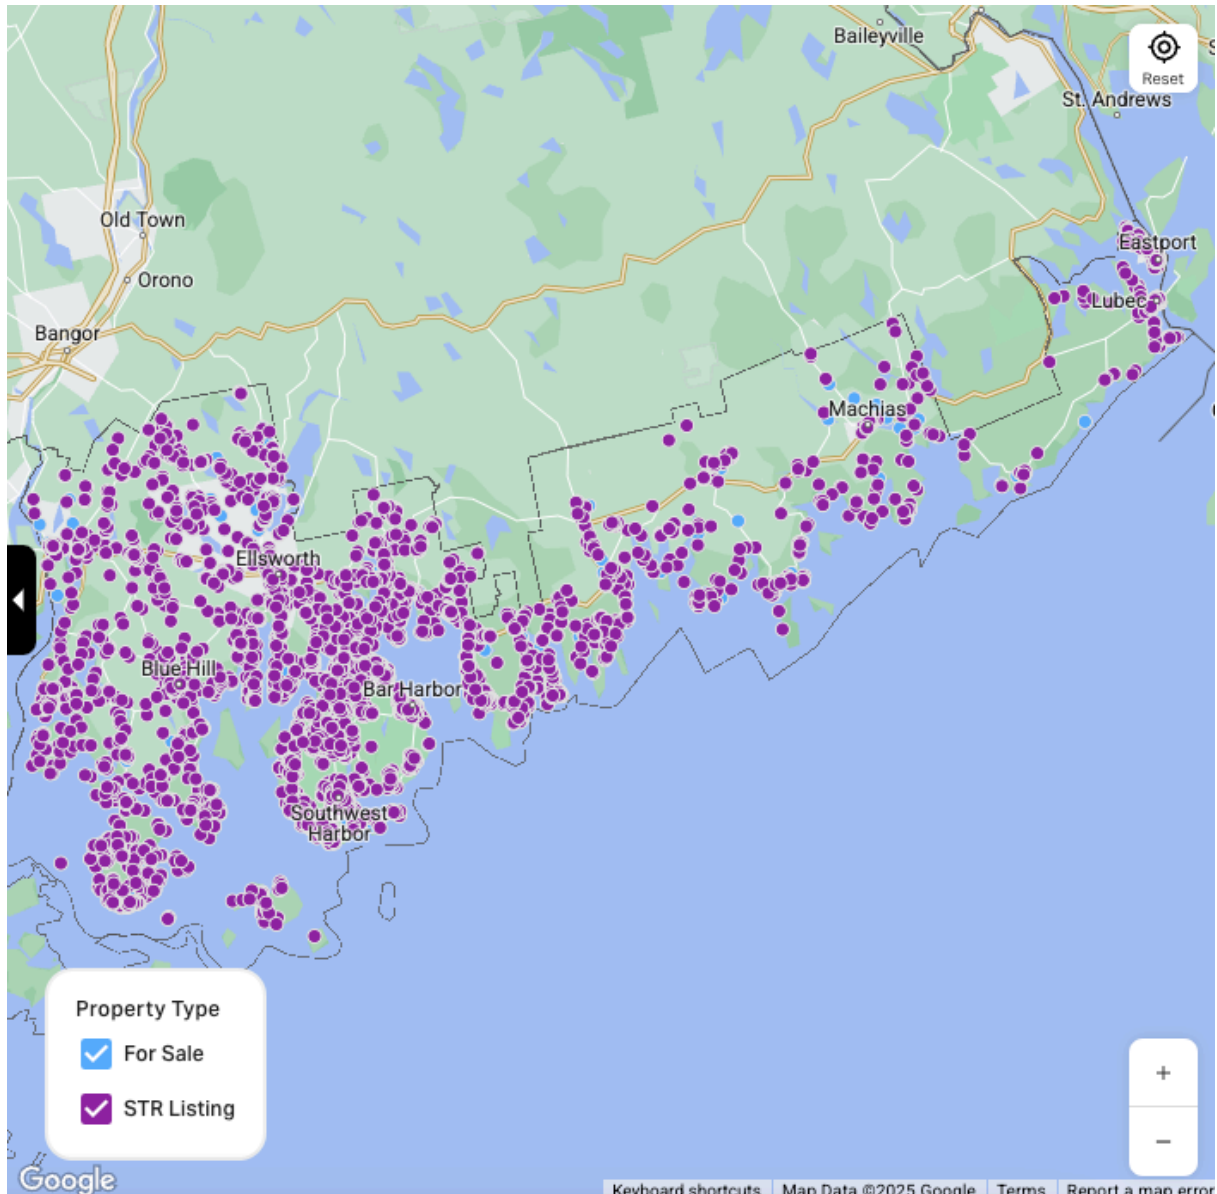 Baileyville
Reset
St. Andrews
Old Town
Eastport
Orono
Lubec
Bangor
Machias
Ellsworth
Blue Hill
Bar Harbor
Southwest
Harbor
Property Type
For Sale
STR Listing
+
−
Google
Keyboard shortcuts
Map Data ©2025 Google
Terms
Report a map error